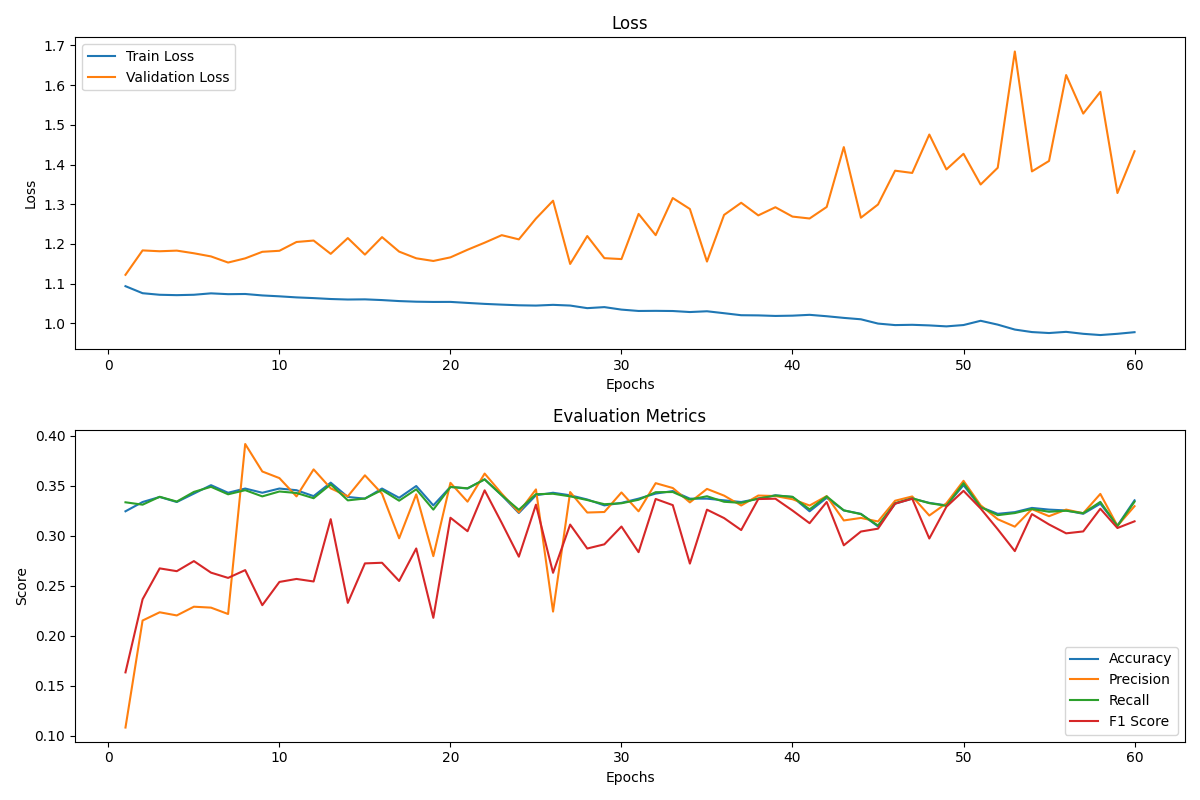 Loss
1.7
1.6
1.5
1.4
1.3
1.2
1.1
1.0
Loss
Train Loss
Validation Loss
0 10 20 30 40 50 60
Epochs
Evaluation Metrics
0.40
0.35
0.30
0.25
0.20
0.15
0.10
Score
Accuracy
Precision
Recall
F1 Score
0 10 20 30 40 50 60
Epochs